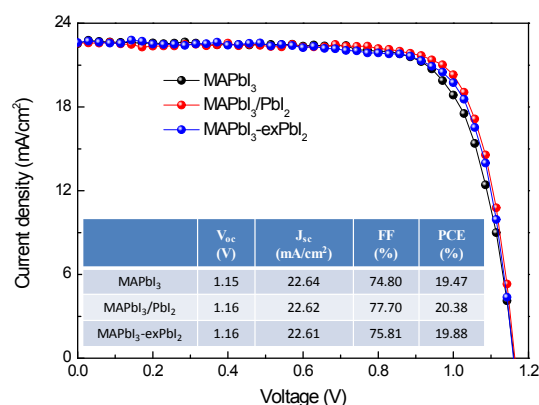 24
18
12
6
0
Current density (mA/cm²)
MAPbI₃
MAPbI₃/PbI₂
MAPbI₃-exPbI₂
Vₒc Jsc FF PCE
(V) (mA/cm²) (%) (%)
MAPbI₃ 1.15 22.64 74.80 19.47
MAPbI₃/PbI₂ 1.16 22.62 77.70 20.38
MAPbI₃-exPbI₂ 1.16 22.61 75.81 19.88
0.0 0.2 0.4 0.6 0.8 1.0 1.2
Voltage (V)